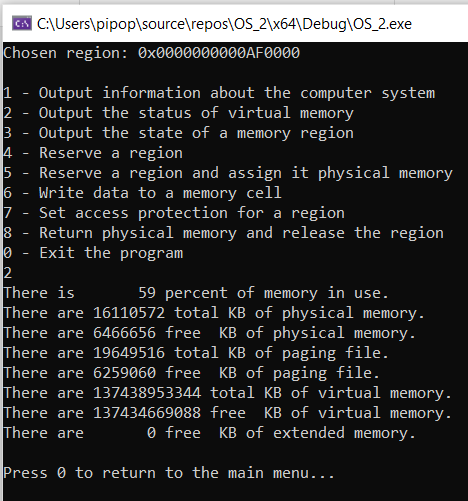 C:\Users\pipop\source\repos\OS_2\x64\Debug\OS_2.exe
Chosen region: 0x0000000000AF0000
1 - Output information about the computer system
2 - Output the status of virtual memory
3 - Output the state of a memory region
4 - Reserve a region
5 - Reserve a region and assign it physical memory
6 - Write data to a memory cell
7 - Set access protection for a region
8 - Return physical memory and release the region
0 - Exit the program
2
There is       59 percent of memory in use.
There are 16110572 total KB of physical memory.
There are 6466656 free  KB of physical memory.
There are 19649516 total KB of paging file.
There are 6259060 free  KB of paging file.
There are 137438953344 total KB of virtual memory.
There are 137434669088 free  KB of virtual memory.
There are       0 free  KB of extended memory.
Press 0 to return to the main menu...